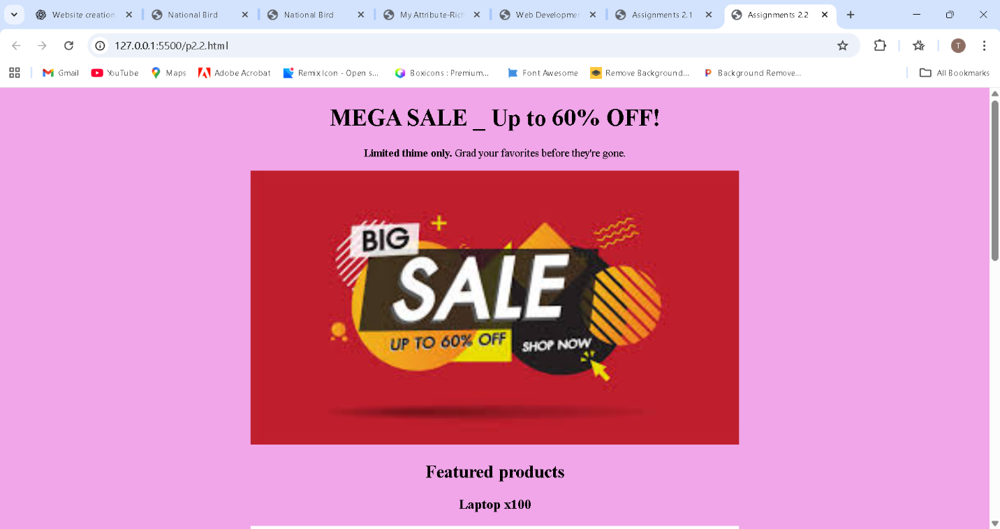 Website creation
National Bird
National Bird
My Attribute-Rich
Web Developmen
Assignments 2.1
Assignments 2.2
127.0.0.1:5500/p2.2.html
T
Gmail
YouTube
Maps
Adobe Acrobat
Remix Icon - Open s...
Boxicons : Premium...
Font Awesome
Remove Background...
Background Remove...
All Bookmarks
MEGA SALE _ Up to 60% OFF!
Limited thime only. Grad your favorites before they're gone.
BIG
SALE
UP TO 60% OFF
SHOP NOW
Featured products
Laptop x100